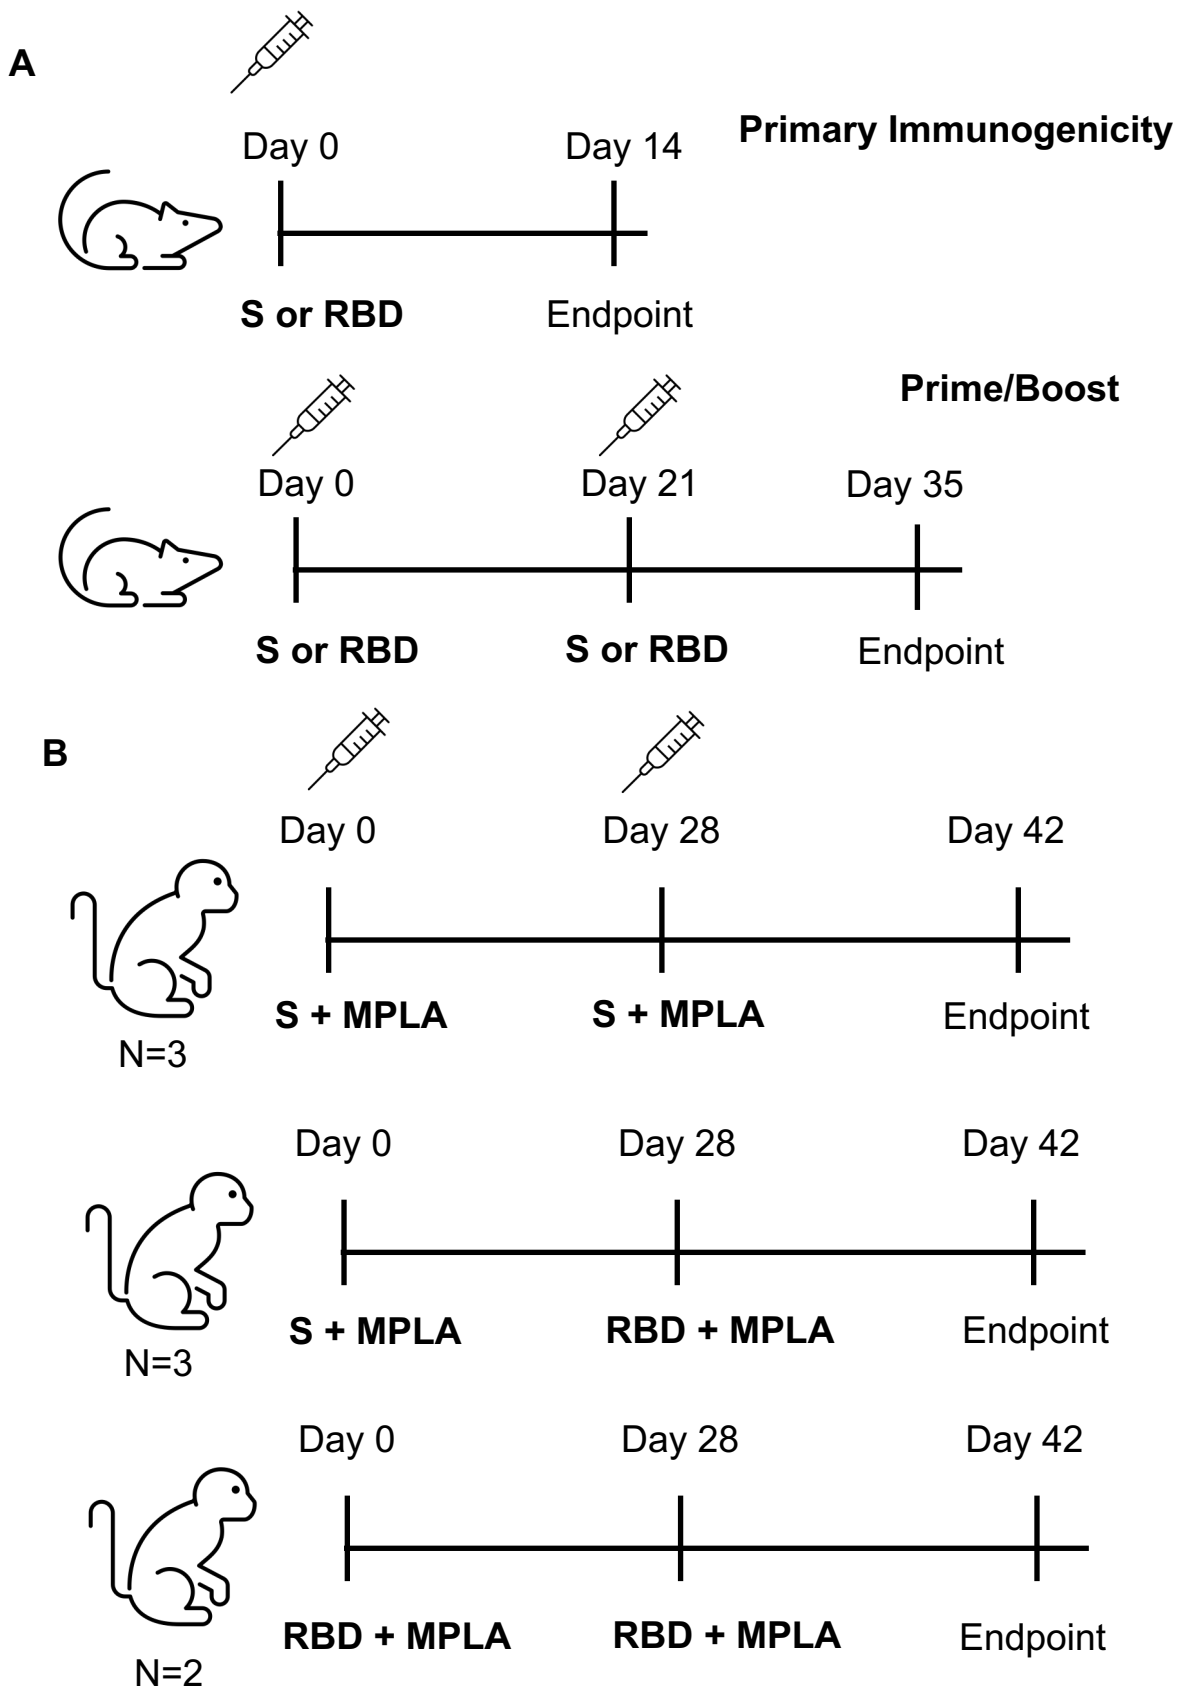 A
Day 0
Day 14
Primary Immunogenicity
S or RBD
Endpoint
Prime/Boost
Day 0
Day 21
Day 35
S or RBD
S or RBD
Endpoint
B
Day 0
Day 28
Day 42
S + MPLA
S + MPLA
Endpoint
N=3
Day 0
Day 28
Day 42
S + MPLA
RBD + MPLA
Endpoint
N=3
Day 0
Day 28
Day 42
RBD + MPLA
RBD + MPLA
Endpoint
N=2